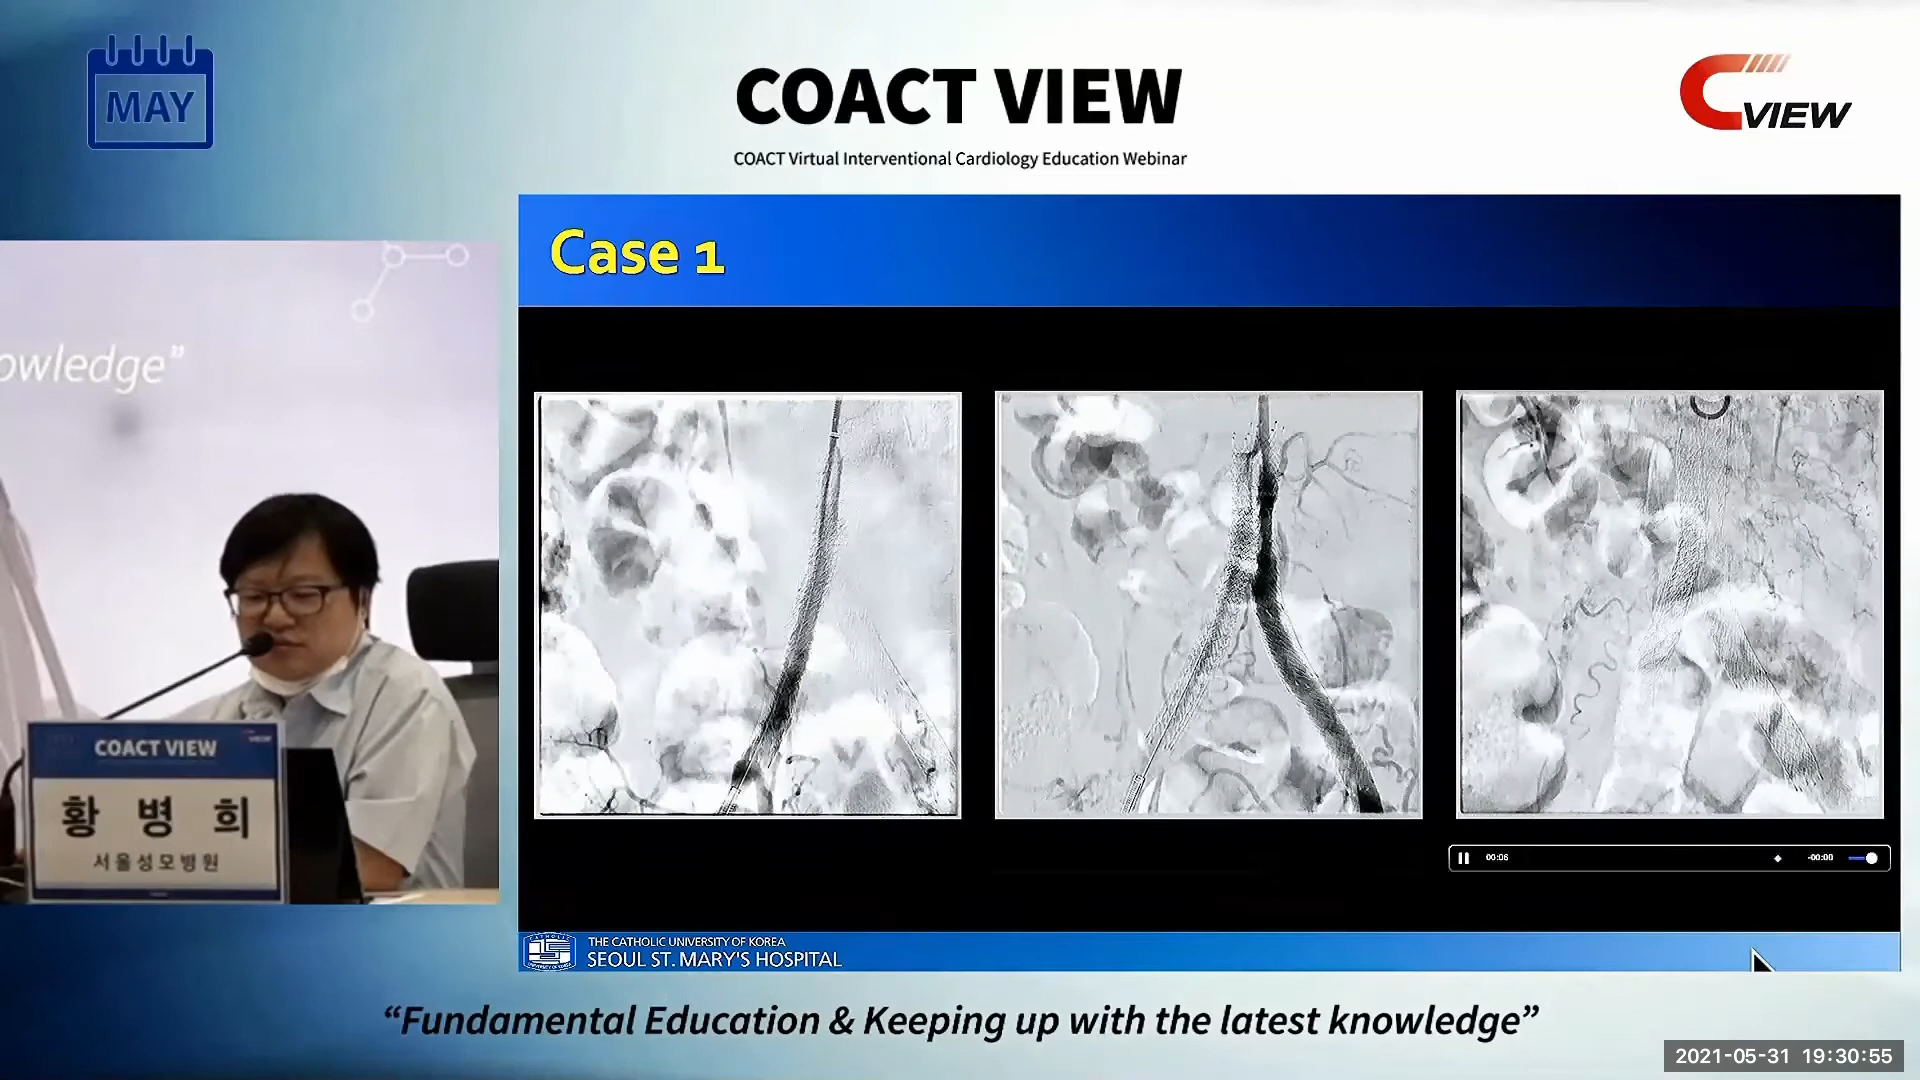 MAY
COACT VIEW
COACT Virtual Interventional Cardiology Education Webinar
C VIEW
Case 1
owledge”
COACT VIEW
황 병 희
서울성모병원
00:06
-00:00
THE CATHOLIC UNIVERSITY OF KOREA
SEOUL ST. MARY'S HOSPITAL
“Fundamental Education & Keeping up with the latest knowledge”
2021-05-31 19:30:55